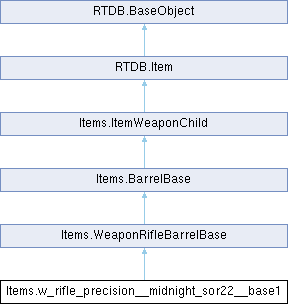 RTDB.BaseObject
RTDB.Item
Items.ItemWeaponChild
Items.BarrelBase
Items.WeaponRifleBarrelBase
Items.w_rifle_precision__midnight_sor22__base1